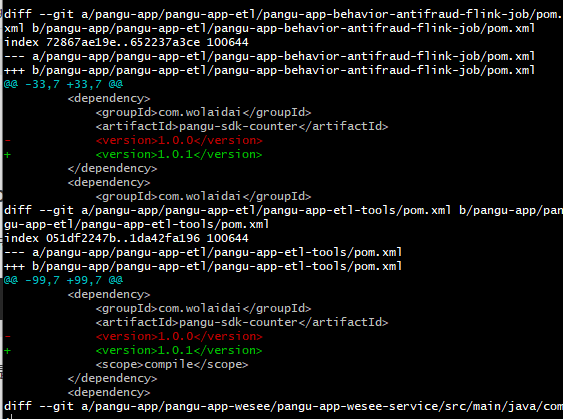 diff --git a/pangu-app/pangu-app-etl/pangu-app-behavior-antifraud-flink-job/pom.
xml b/pangu-app/pangu-app-etl/pangu-app-behavior-antifraud-flink-job/pom.xml
index 72867ae19e..652237a3ce 100644
--- a/pangu-app/pangu-app-etl/pangu-app-behavior-antifraud-flink-job/pom.xml
+++ b/pangu-app/pangu-app-etl/pangu-app-behavior-antifraud-flink-job/pom.xml
@@ -33,7 +33,7 @@
        <dependency>
            <groupId>com.wolaidai</groupId>
            <artifactId>pangu-sdk-counter</artifactId>
-            <version>1.0.0</version>
+            <version>1.0.1</version>
        </dependency>
        <dependency>
            <groupId>com.wolaidai</groupId>
diff --git a/pangu-app/pangu-app-etl/pangu-app-etl-tools/pom.xml b/pangu-app/pan
gu-app-etl/pangu-app-etl-tools/pom.xml
index 051df2247b..1da42fa196 100644
--- a/pangu-app/pangu-app-etl/pangu-app-etl-tools/pom.xml
+++ b/pangu-app/pangu-app-etl/pangu-app-etl-tools/pom.xml
@@ -99,7 +99,7 @@
        <dependency>
            <groupId>com.wolaidai</groupId>
            <artifactId>pangu-sdk-counter</artifactId>
-            <version>1.0.0</version>
+            <version>1.0.1</version>
            <scope>compile</scope>
        </dependency>
        <dependency>
diff --git a/pangu-app/pangu-app-wesee/pangu-app-wesee-service/src/main/java/com